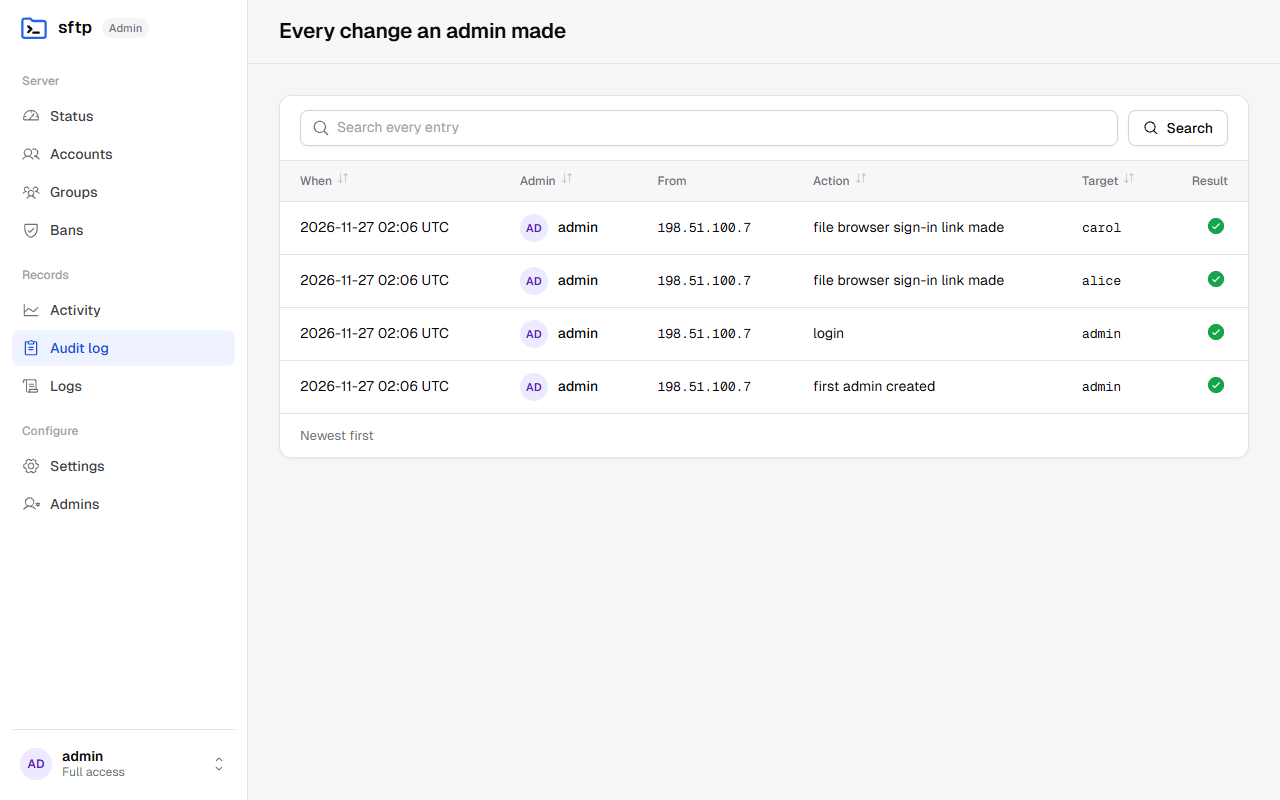 sftp Admin
Server
Status
Accounts
Groups
Bans
Records
Activity
Audit log
Logs
Configure
Settings
Admins
AD admin
Full access
Every change an admin made
Search every entry Search
When Admin From Action Target Result
2026-11-27 02:06 UTC AD admin 198.51.100.7 file browser sign-in link made carol
2026-11-27 02:06 UTC AD admin 198.51.100.7 file browser sign-in link made alice
2026-11-27 02:06 UTC AD admin 198.51.100.7 login admin
2026-11-27 02:06 UTC AD admin 198.51.100.7 first admin created admin
Newest first